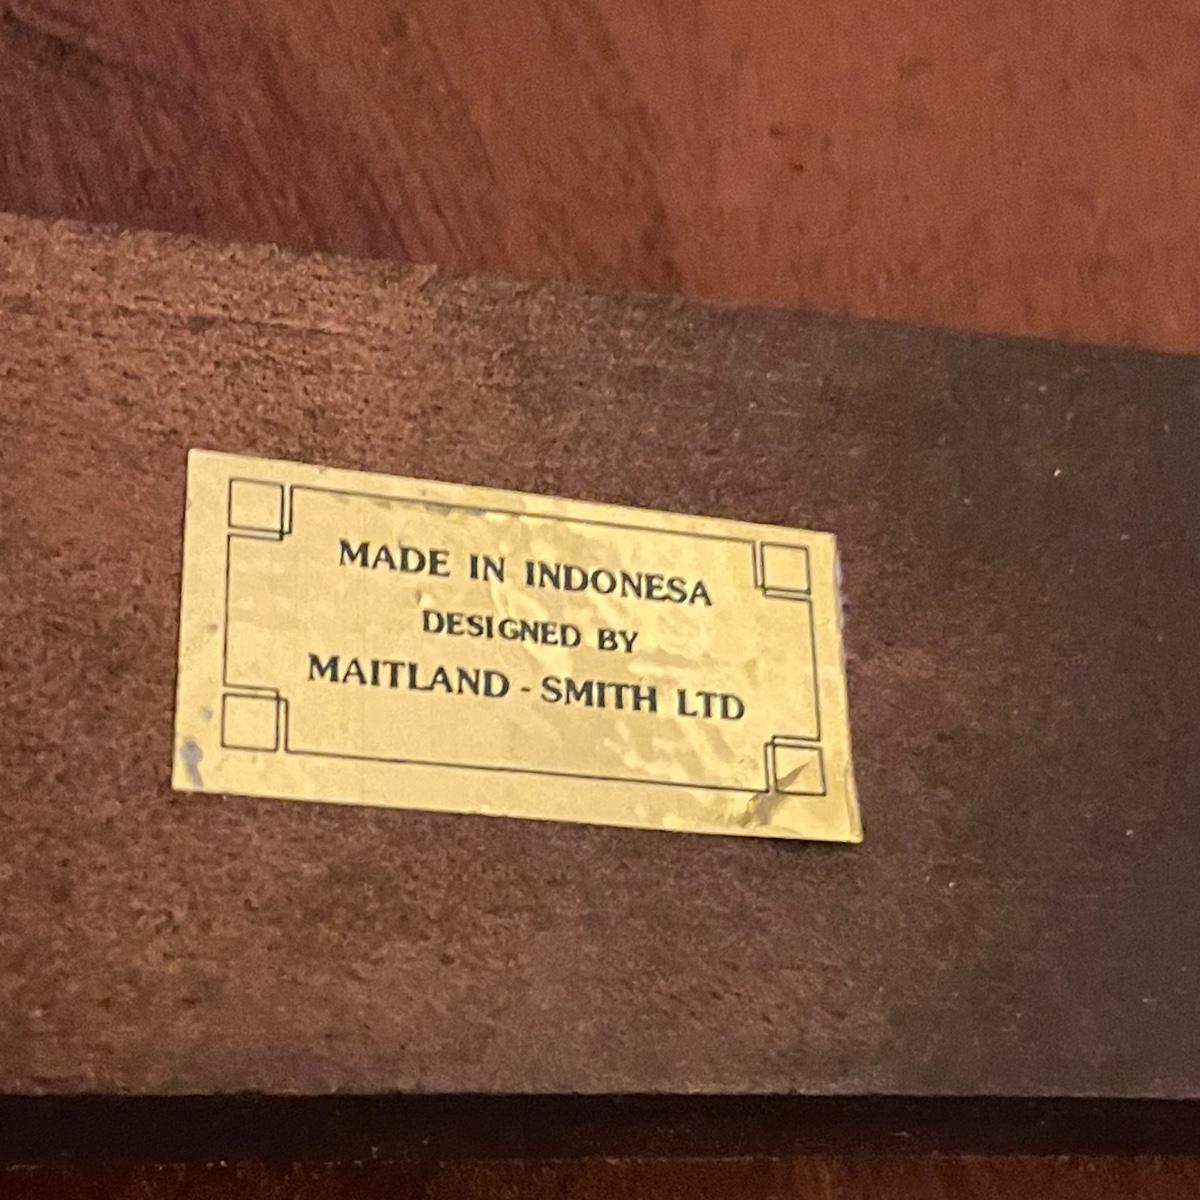 MADE IN INDONESA
DESIGNED BY
MAITLAND - SMITH LTD